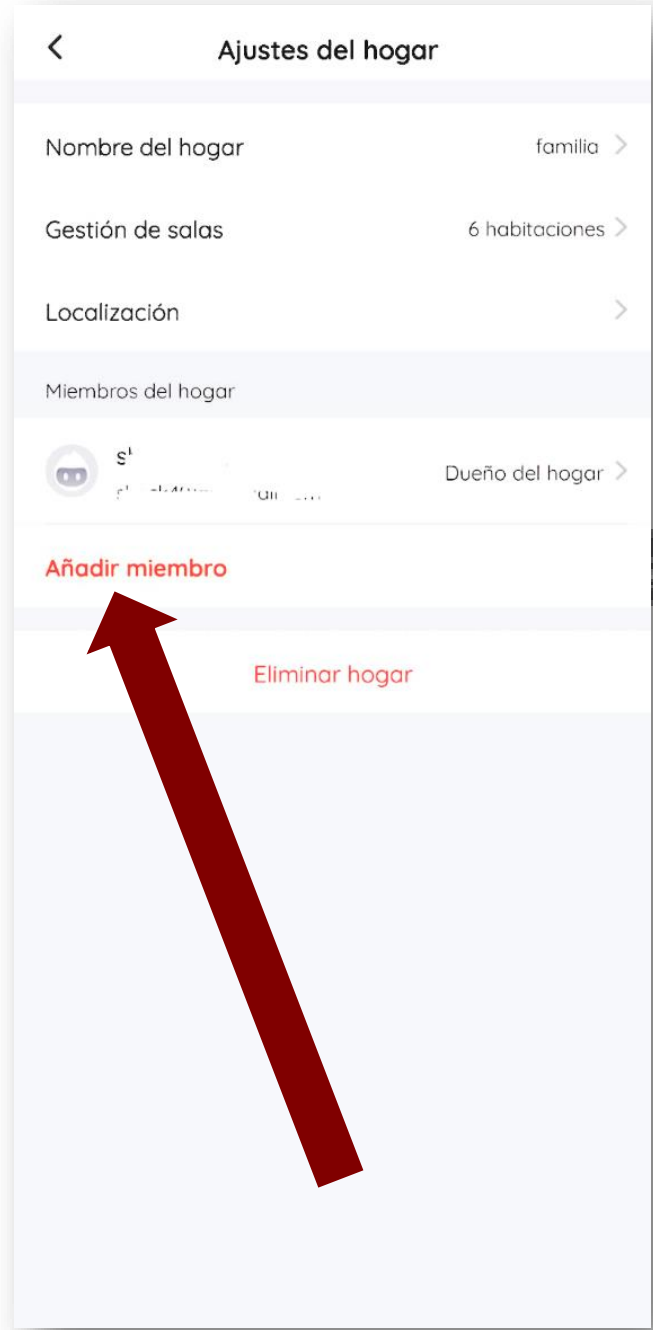 Ajustes del hogar
Nombre del hogar familia
Gestión de salas 6 habitaciones
Localización
Miembros del hogar
Dueño del hogar
Añadir miembro
Eliminar hogar